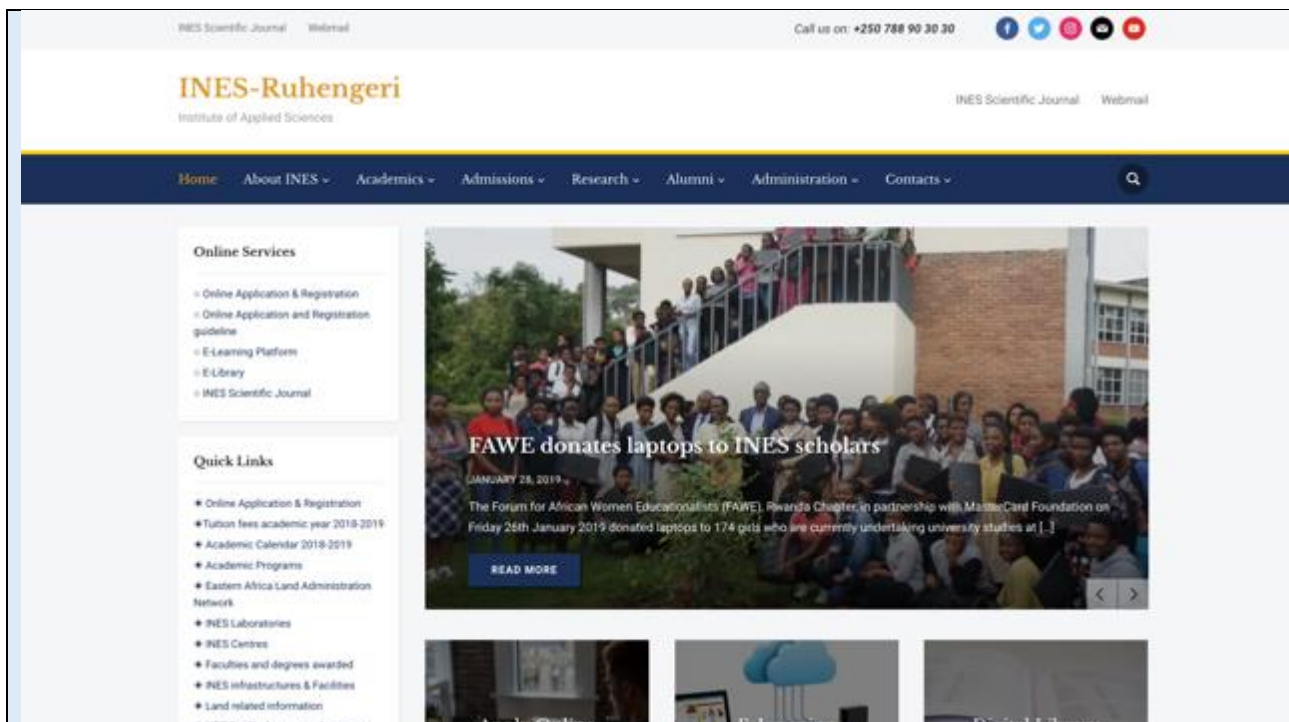 INES Scientific Journal Webmail
Call us on: +250 788 90 30 30
INES-Ruhengeri
Institute of Applied Sciences
INES Scientific Journal Webmail
Home About INES Academics Admissions Research Alumni Administration Contacts
Online Services
Online Application & Registration
Online Application and Registration
guideline
E-Learning Platform
E-Library
INES Scientific Journal
Quick Links
Online Application & Registration
Tuition fees academic year 2018-2019
Academic Calendar 2018-2019
Academic Programs
Eastern Africa Land Administration
Network
INES Laboratories
INES Centres
Faculties and degrees awarded
INES infrastructures & Facilities
Land related information
FAWE donates laptops to INES scholars
JANUARY 28, 2019
The Forum for African Women Educationalists (FAWE), Rwanda Chapter, in partnership with MasterCard Foundation on
Friday 26th January 2019 donated laptops to 174 girls who are currently undertaking university studies at [...]
READ MORE